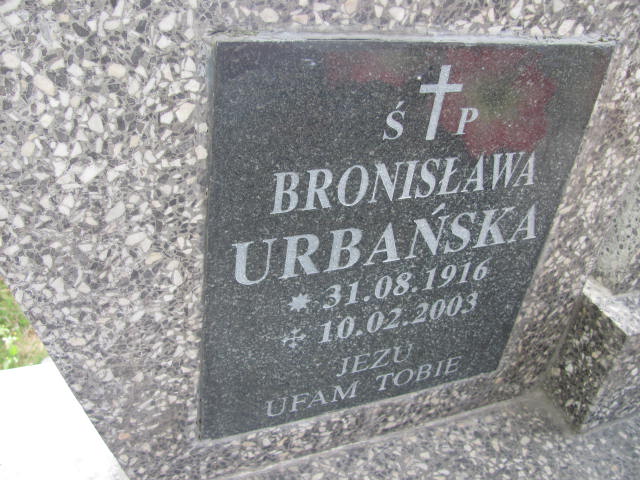 Ś P
BRONISŁAWA
URBAŃSKA
31.08.1916
10.02.2003
JEZU
UFAM TOBIE